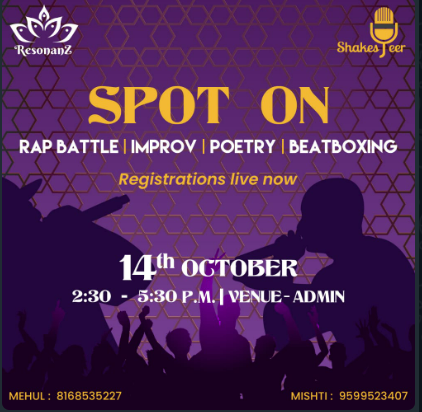 ResonanZ
ShakesPeer
SPOT ON
RAP BATTLE | IMPROV | POETRY | BEATBOXING
Registrations live now
14th OCTOBER
2:30 - 5:30 P.M. | VENUE - ADMIN
MEHUL : 8168535227
MISHTI : 9599523407